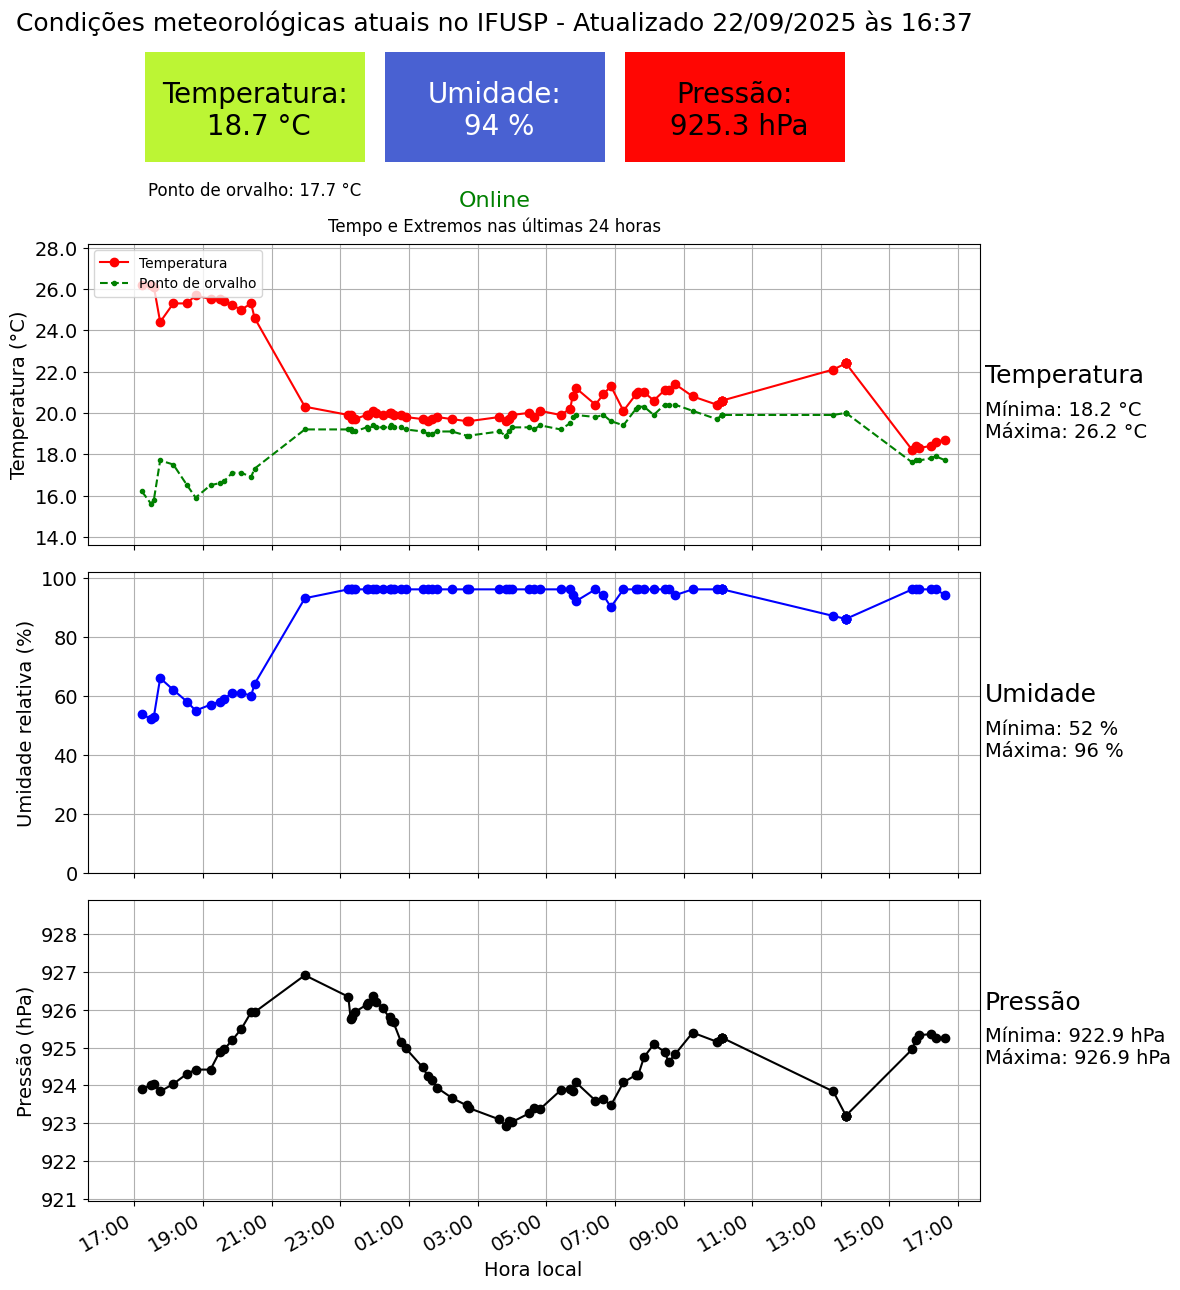 Condições meteorológicas atuais no IFUSP - Atualizado 22/09/2025 às 16:37
Temperatura:
18.7 °C
Umidade:
94 %
Pressão:
925.3 hPa
Ponto de orvalho: 17.7 °C
Online
Tempo e Extremos nas últimas 24 horas
Temperatura (°C)
28.0
26.0
24.0
22.0
20.0
18.0
16.0
14.0
Temperatura
Ponto de orvalho
Temperatura
Mínima: 18.2 °C
Máxima: 26.2 °C
Umidade relativa (%)
100
80
60
40
20
0
Umidade
Mínima: 52 %
Máxima: 96 %
Pressão (hPa)
928
927
926
925
924
923
922
921
Pressão
Mínima: 922.9 hPa
Máxima: 926.9 hPa
17:00 19:00 21:00 23:00 01:00 03:00 05:00 07:00 09:00 11:00 13:00 15:00 17:00
Hora local